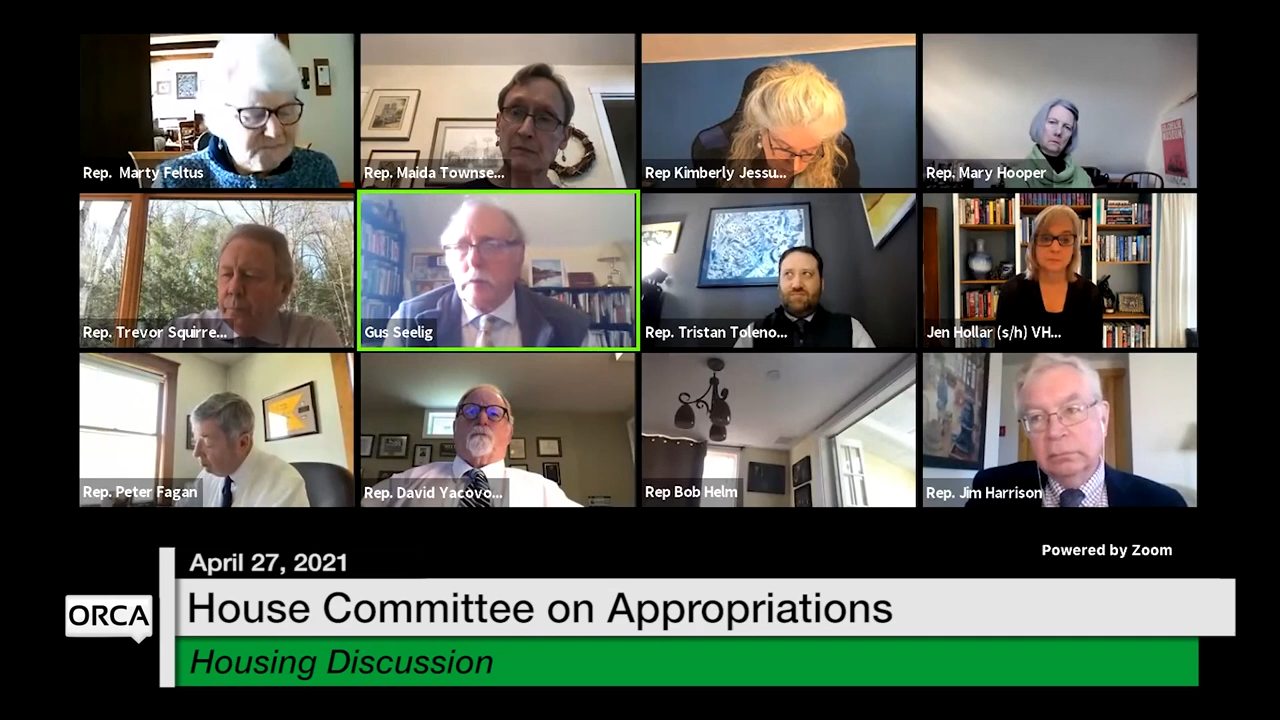 Rep. Marty Feltus
Rep. Maida Townse...
Rep Kimberly Jessu...
Rep. Mary Hooper
Rep. Trevor Squirre...
Gus Seelig
Rep. Tristan Toleno...
Jen Hollar (s/h) VH...
Rep. Peter Fagan
Rep. David Yacovo...
Rep Bob Helm
Rep. Jim Harrison
Powered by Zoom
April 27, 2021
ORCA
House Committee on Appropriations
Housing Discussion